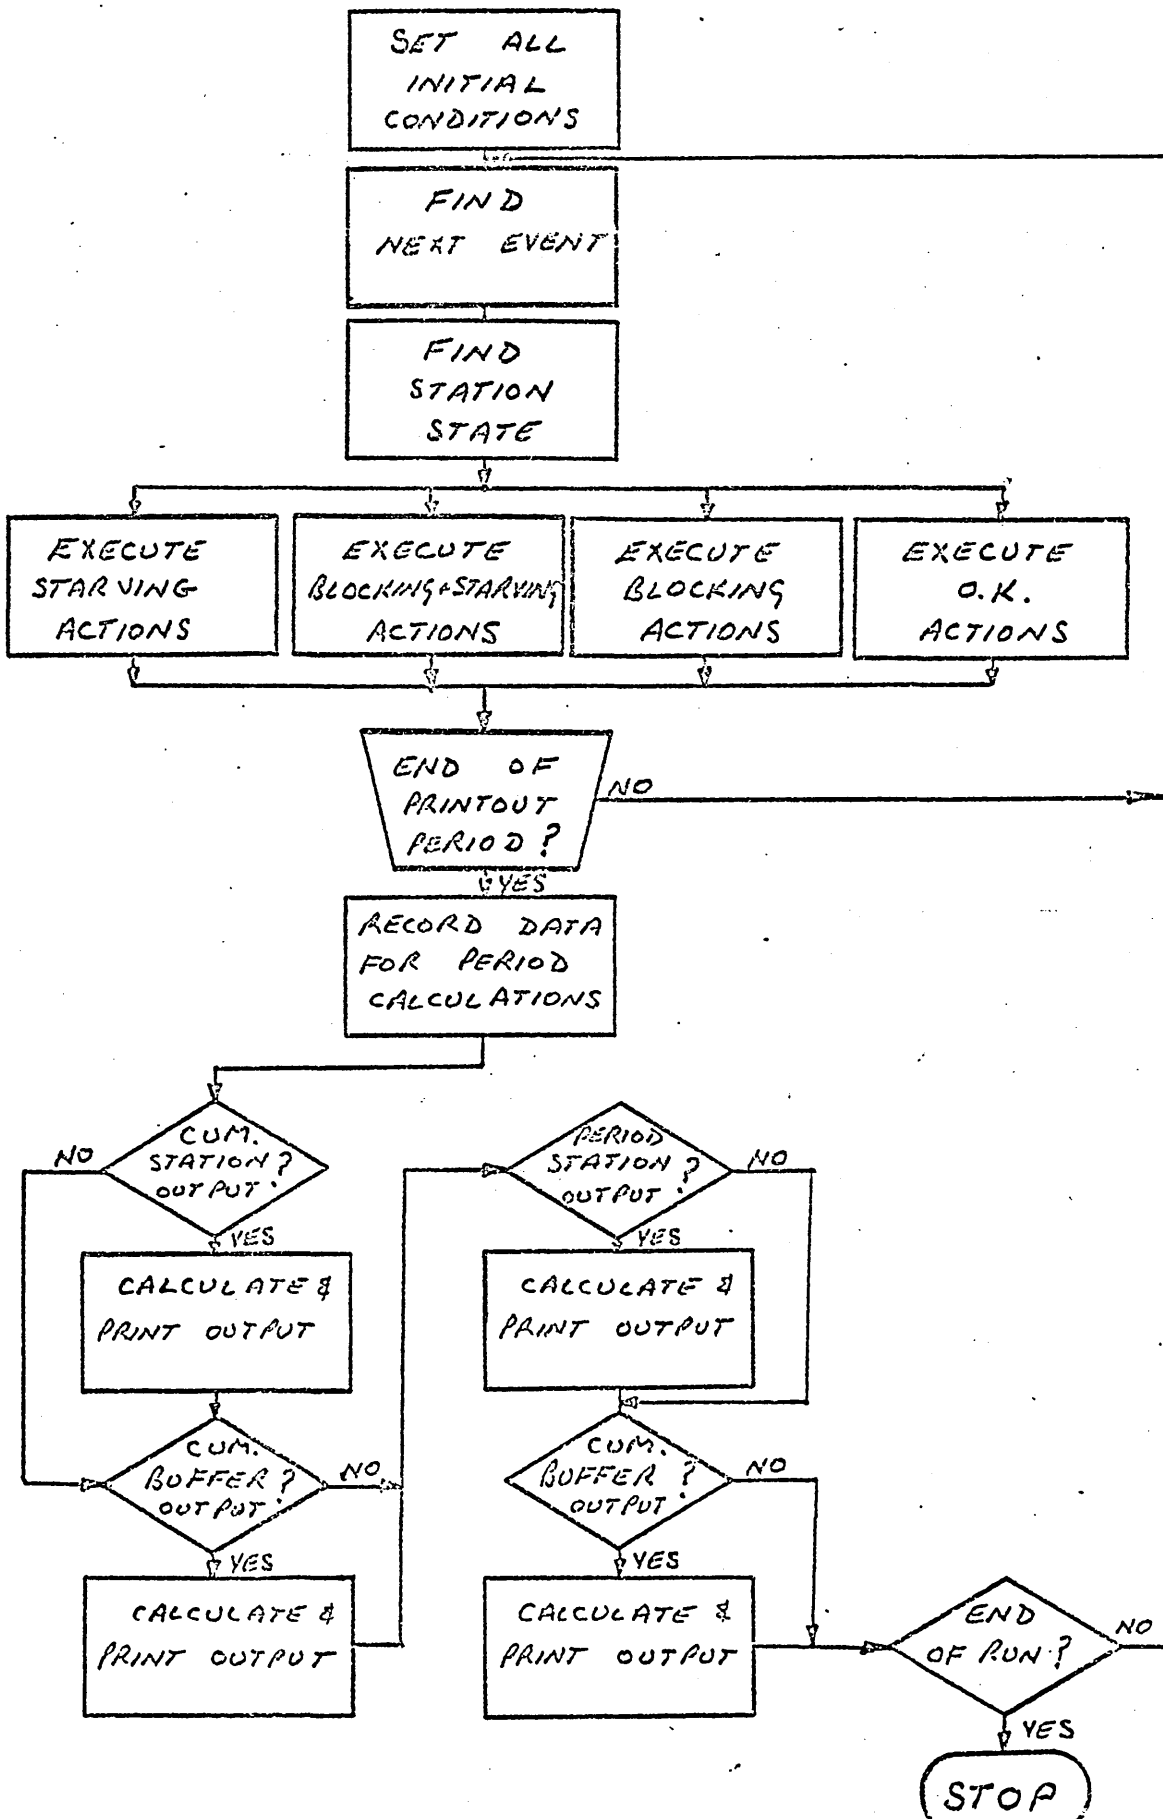 SET ALL
INITIAL
CONDITIONS
FIND
NEXT EVENT
FIND
STATION
STATE
EXECUTE
STARVING
ACTIONS
EXECUTE
BLOCKING+STARVING
ACTIONS
EXECUTE
BLOCKING
ACTIONS
EXECUTE
O.K.
ACTIONS
END OF
PRINTOUT
PERIOD?
NO
YES
RECORD DATA
FOR PERIOD
CALCULATIONS
CUM.
STATION?
OUTPUT
NO
YES
CALCULATE &
PRINT OUTPUT
CUM.
BUFFER?
OUTPUT
NO
YES
CALCULATE &
PRINT OUTPUT
PERIOD
STATION?
OUTPUT
NO
YES
CALCULATE &
PRINT OUTPUT
CUM.
BUFFER?
OUTPUT
NO
YES
CALCULATE &
PRINT OUTPUT
END
OF RUN?
NO
YES
STOP